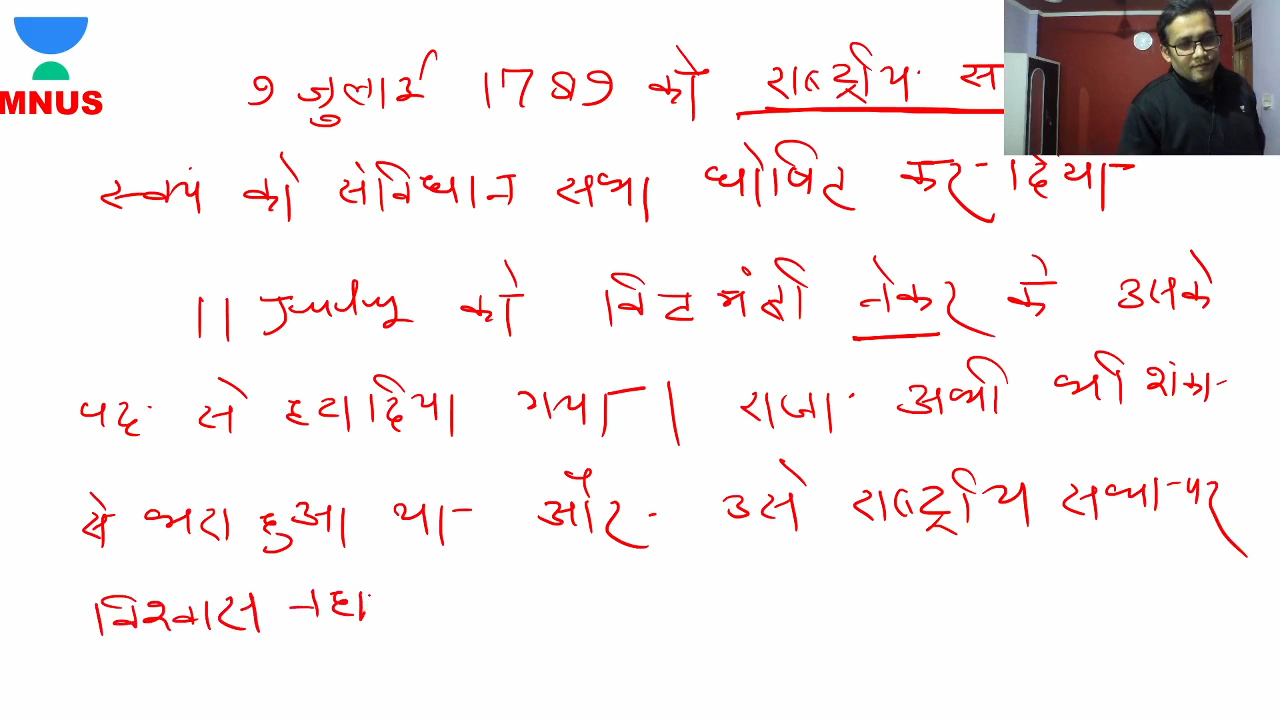 MNUS
9 जुलाई 1789 को राष्ट्रीय स
स्वयं को संविधान सभा घोषित कर दिया
11 July को वित्त मंत्री नेकर के उसके
पद से हटा दिया गया | राजा अभी भी शंका
से भरा हुआ था और उसे राष्ट्रीय सभा पर
विश्वास नहा